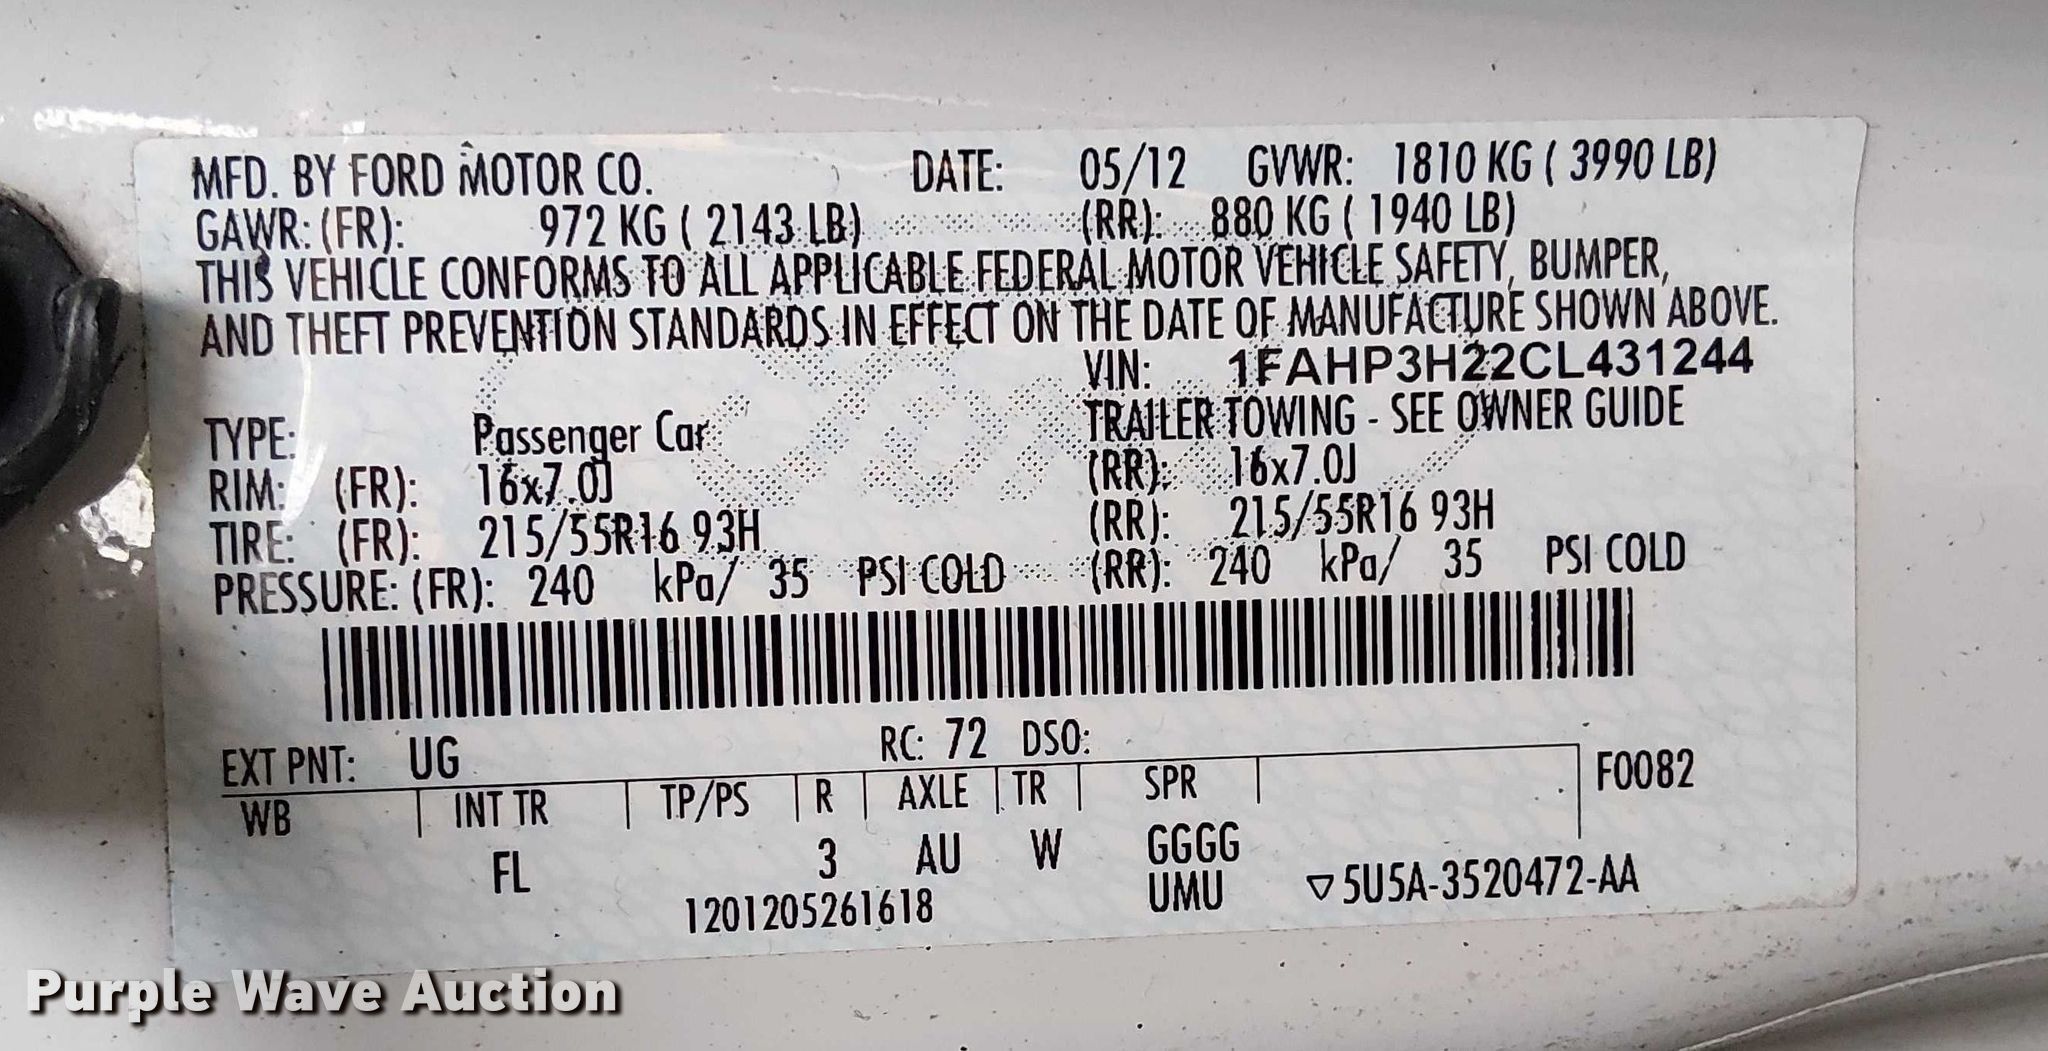 MFD. BY FORD MOTOR CO. DATE: 05/12 GVWR: 1810 KG ( 3990 LB)
GAWR: (FR): 972 KG ( 2143 LB) (RR): 880 KG ( 1940 LB)
THIS VEHICLE CONFORMS TO ALL APPLICABLE FEDERAL MOTOR VEHICLE SAFETY, BUMPER,
AND THEFT PREVENTION STANDARDS IN EFFECT ON THE DATE OF MANUFACTURE SHOWN ABOVE.
VIN: 1FAHP3H22CL431244
TYPE: Passenger Car TRAILER TOWING - SEE OWNER GUIDE
RIM: (FR): 16x7.0J (RR): 16x7.0J
TIRE: (FR): 215/55R16 93H (RR): 215/55R16 93H
PRESSURE: (FR): 240 kPa/ 35 PSI COLD (RR): 240 kPa/ 35 PSI COLD
EXT PNT: UG RC: 72 DSO:
WB INT TR TP/PS R AXLE TR SPR F0082
FL 3 AU W GGGG
1201205261618 UMU ▽5U5A-3520472-AA
Purple Wave Auction